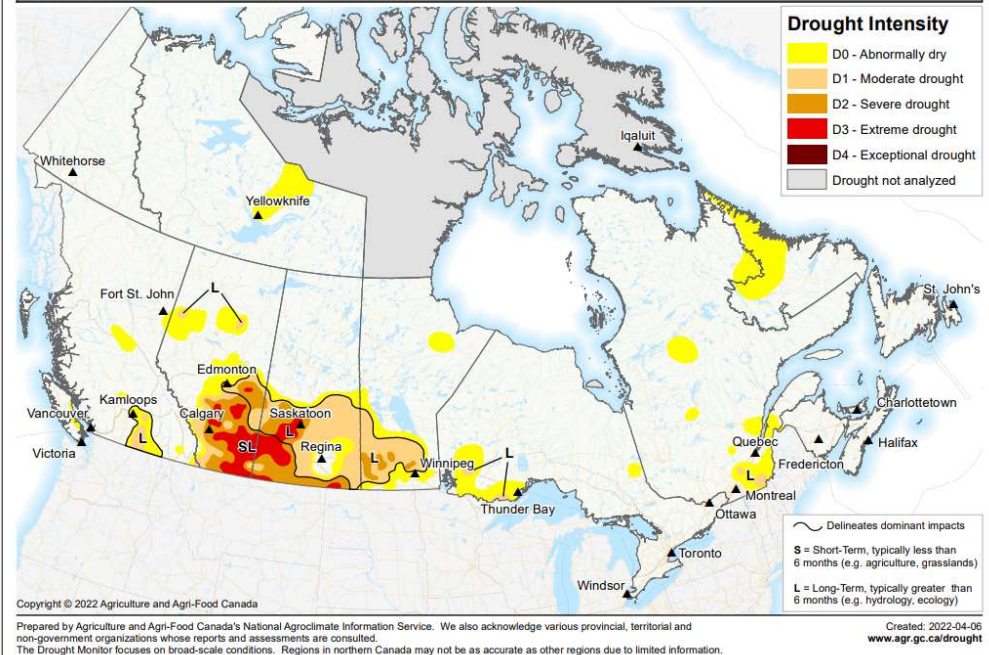 Drought Intensity
D0 - Abnormally dry
D1 - Moderate drought
D2 - Severe drought
D3 - Extreme drought
D4 - Exceptional drought
Drought not analyzed
Iqaluit
Whitehorse
Yellowknife
Fort St. John
L
St. John's
Edmonton
Kamloops
Vancouver
Calgary
Saskatoon
Charlottetown
L
L
Victoria
SL
Regina
L
Winnipeg
L
Quebec
Halifax
Fredericton
L
Montreal
Thunder Bay
Ottawa
Toronto
Windsor
Delineates dominant impacts
S = Short-Term, typically less than
6 months (e.g. agriculture, grasslands)
L = Long-Term, typically greater than
6 months (e.g. hydrology, ecology)
Copyright © 2022 Agriculture and Agri-Food Canada
Prepared by Agriculture and Agri-Food Canada's National Agroclimate Information Service. We also acknowledge various provincial, territorial and
non-government organizations whose reports and assessments are consulted.
The Drought Monitor focuses on broad-scale conditions. Regions in northern Canada may not be as accurate as other regions due to limited information.
Created: 2022-04-06
www.agr.gc.ca/drought